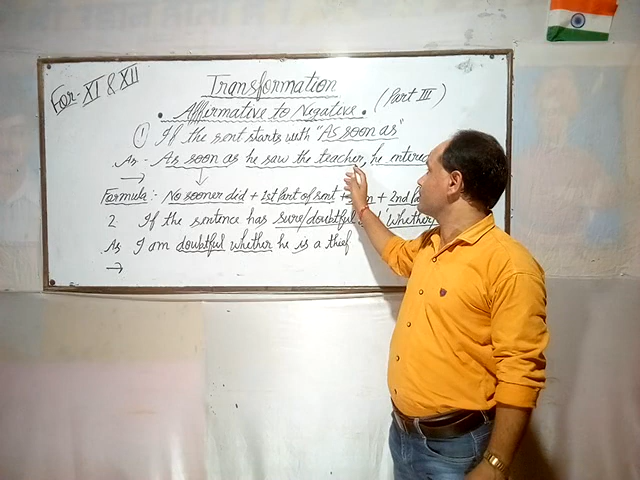 For- XI & XII
Transformation
• Affirmative to Negative • (Part III)
① If the sent starts with "As soon as"
As - As soon as he saw the teacher, he
→
Formula :- No sooner did + 1st part of sent + + 2nd
2. If the sentence has sure/doubtful 'whether
As I am doubtful whether he is a thief
→